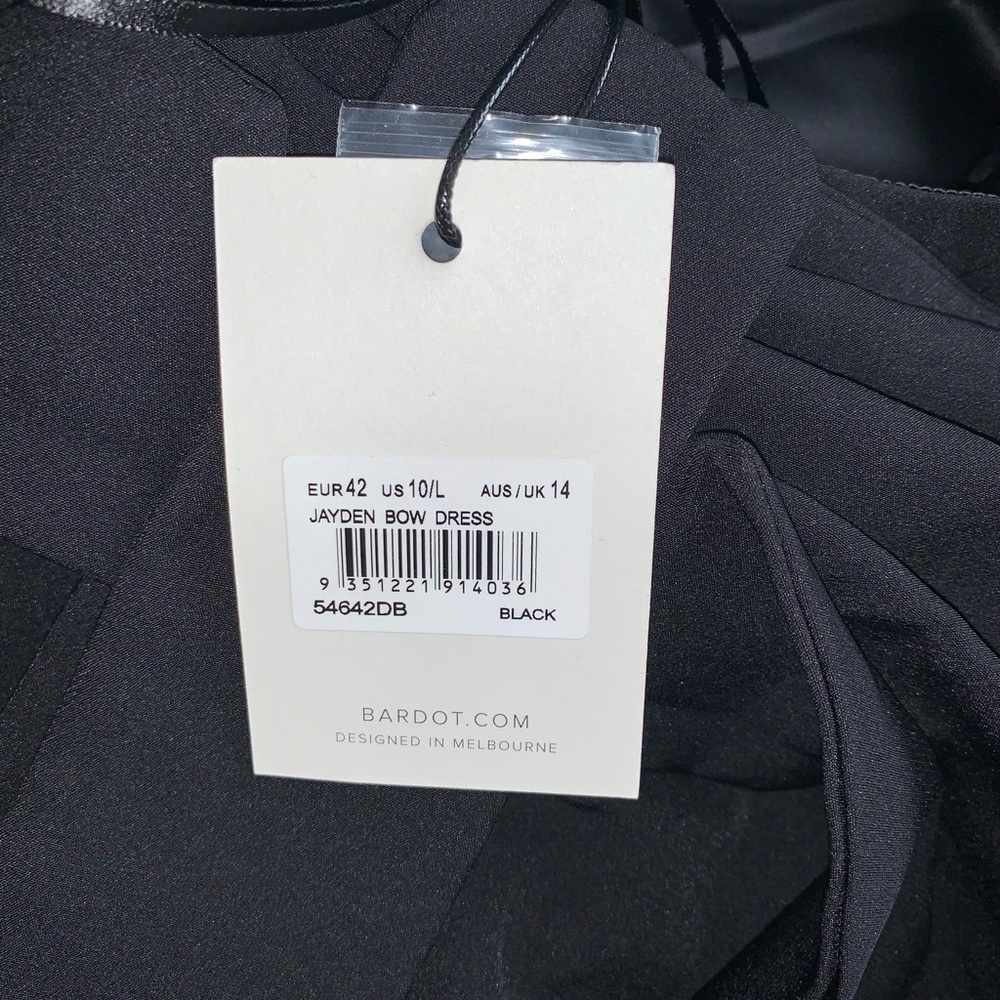 EUR 42 US 10/L AUS / UK 14
JAYDEN BOW DRESS
9 351221 914036
54642DB BLACK
BARDOT.COM
DESIGNED IN MELBOURNE